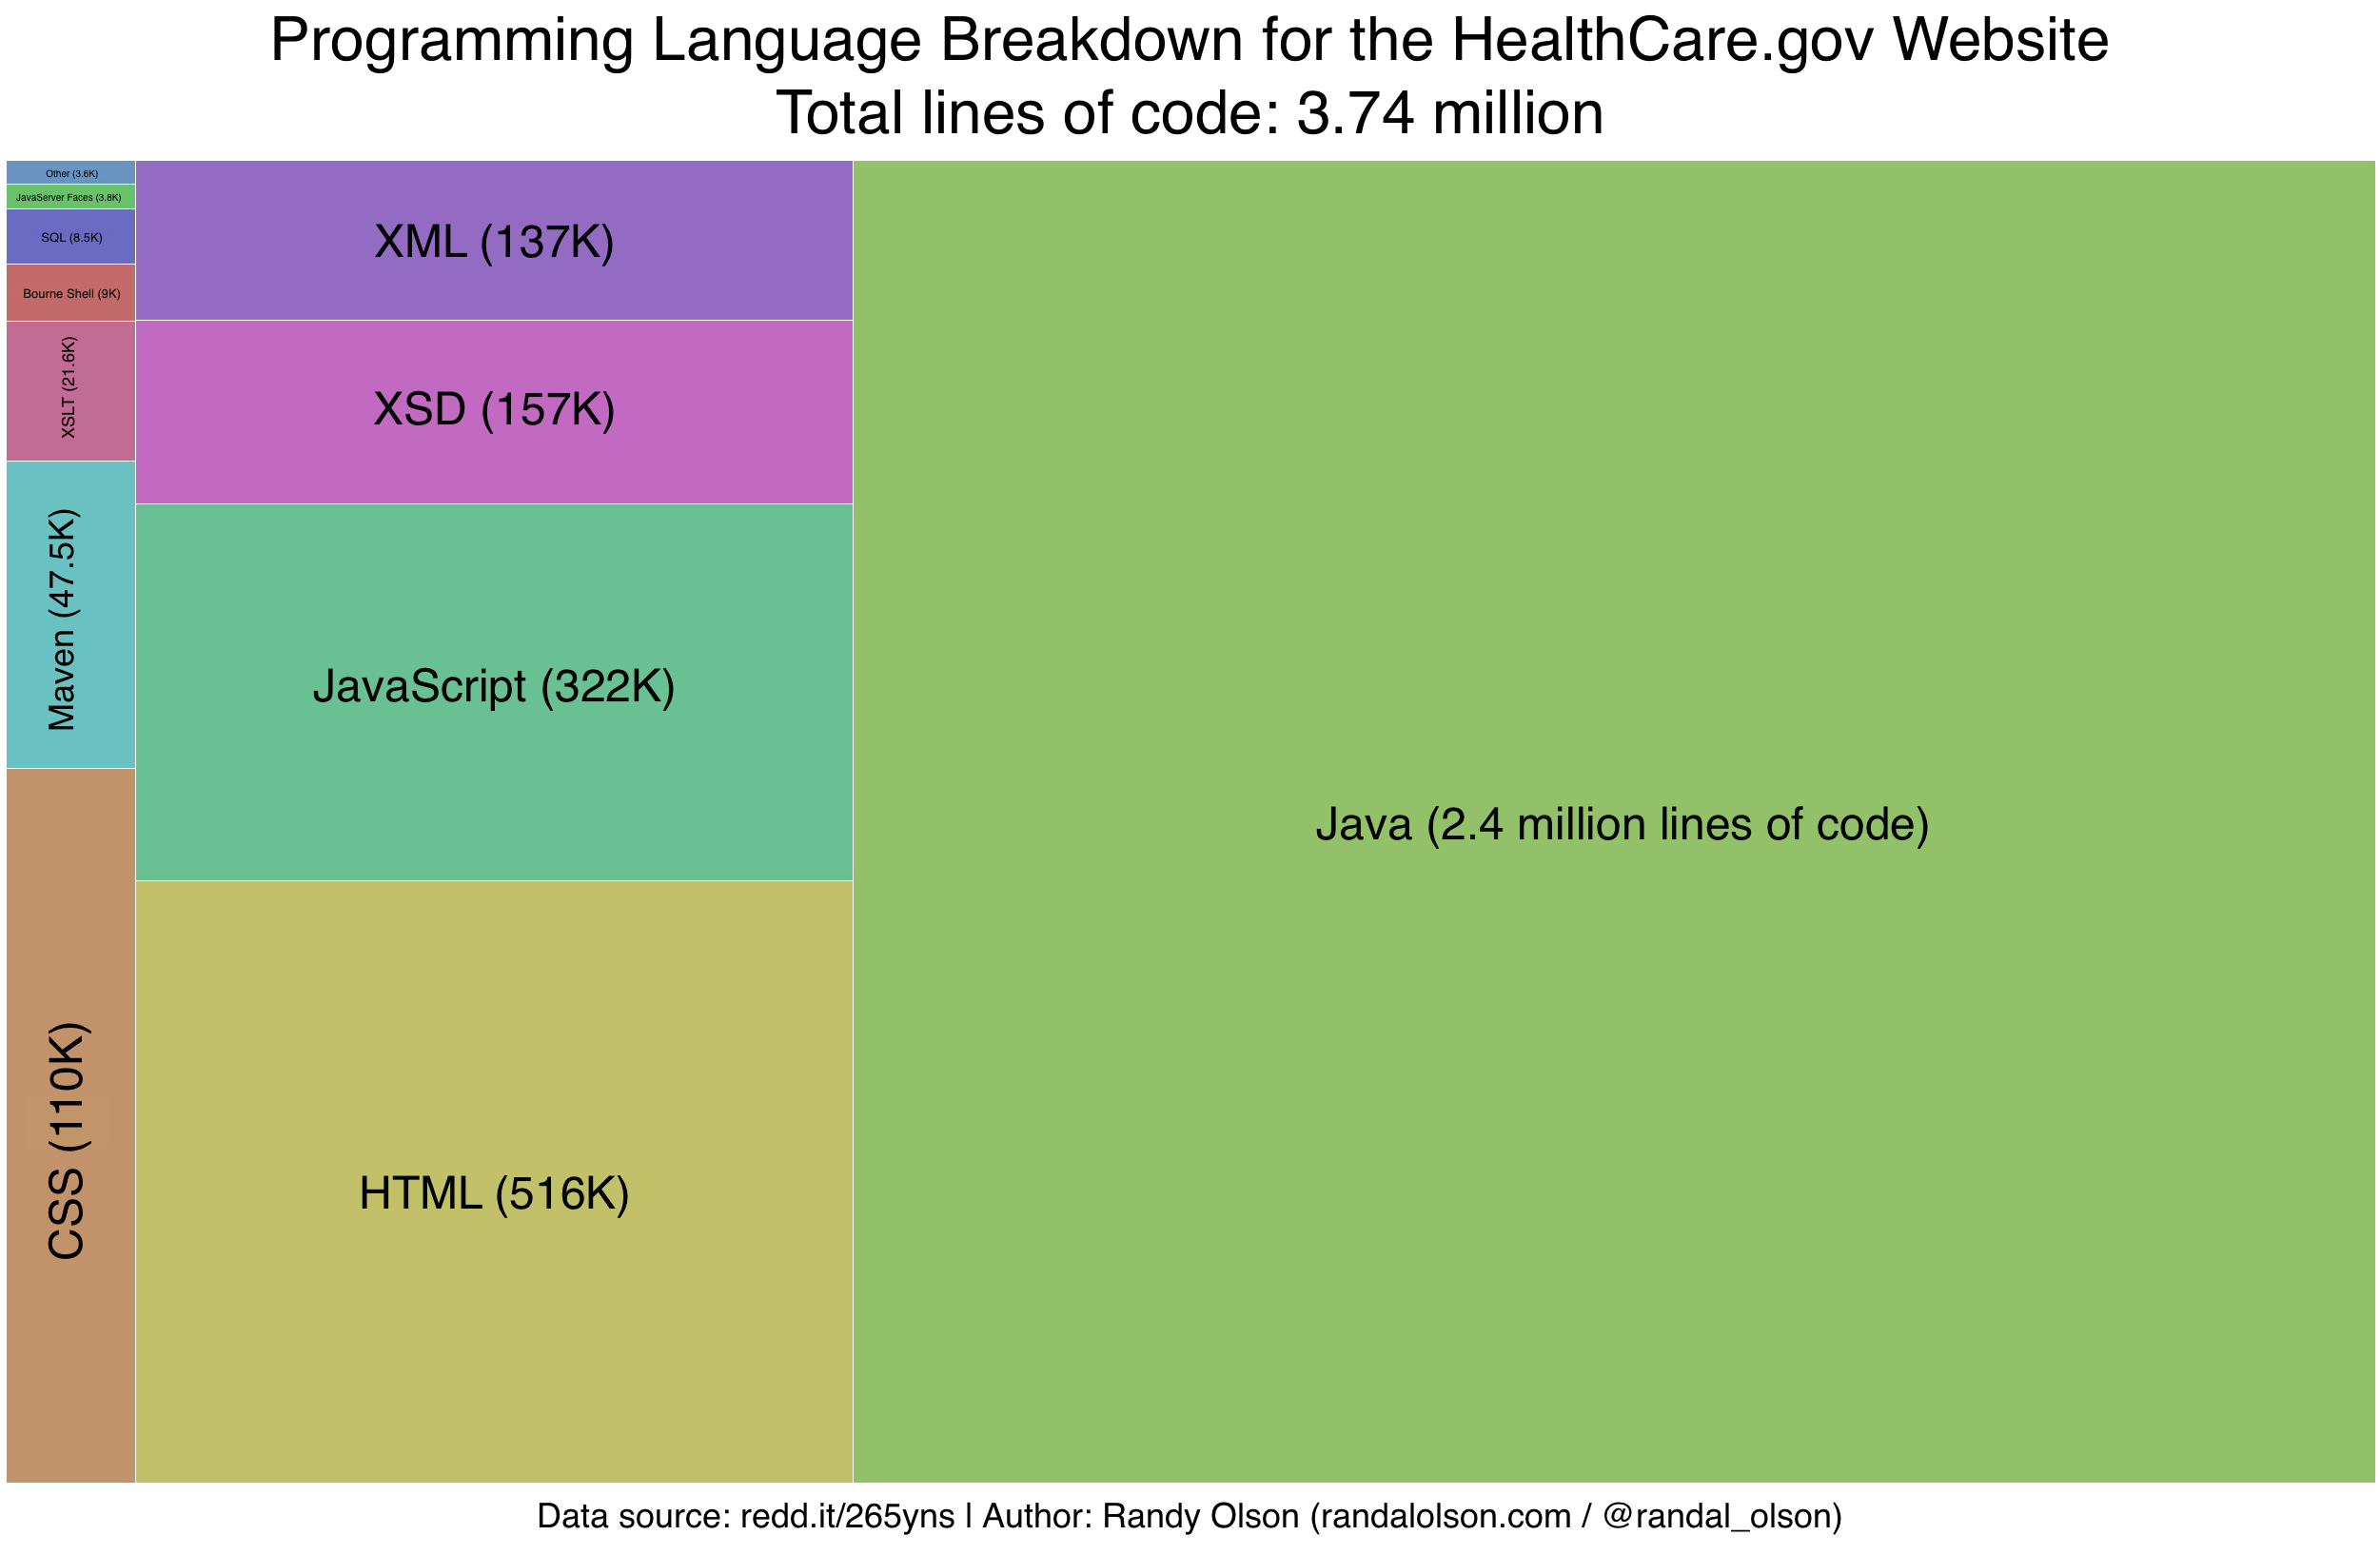 Programming Language Breakdown for the HealthCare.gov Website
Total lines of code: 3.74 million
Other (3.6K)
JavaServer Faces (3.8K)
SQL (8.5K)
Bourne Shell (9K)
XSLT (21.6K)
Maven (47.5K)
CSS (110K)
XML (137K)
XSD (157K)
JavaScript (322K)
HTML (516K)
Java (2.4 million lines of code)
Data source: redd.it/265yns | Author: Randy Olson (randalolson.com / @randal_olson)